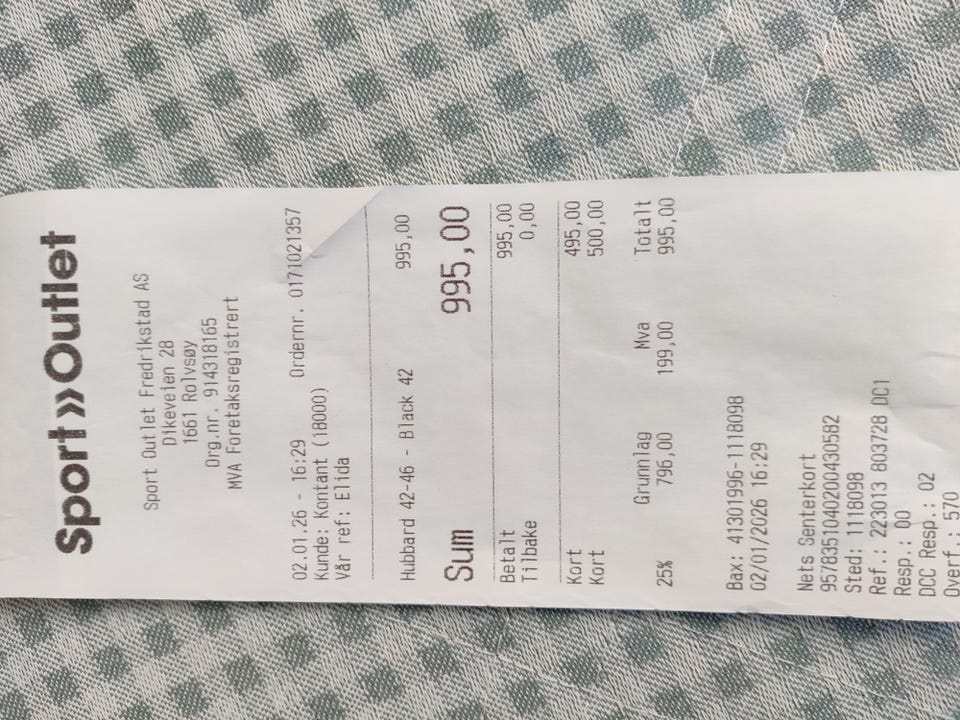 Sport»Outlet
Sport Outlet Fredrikstad AS
Dikeveien 28
1661 Rolvsøy
Org.nr. 914318165
MVA Foretaksregistrert
02.01.26 - 16:29 Ordernr. 0171021357
Kunde: Kontant (18000)
Vår ref: Elida
Hubbard 42-46 - Black 42 995,00
Sum 995,00
Betalt 995,00
Tilbake 0,00
Kort 495,00
Kort 500,00
Grunnlag Mva Totalt
25% 796,00 199,00 995,00
Bax: 41301996-1118098
02/01/2026 16:29
Nets Senterkort
9578351040200430582
Sted: 1118098
Ref.: 223013 803728 DC1
Resp.: 00
DCC Resp.: 02
Overf.: 570